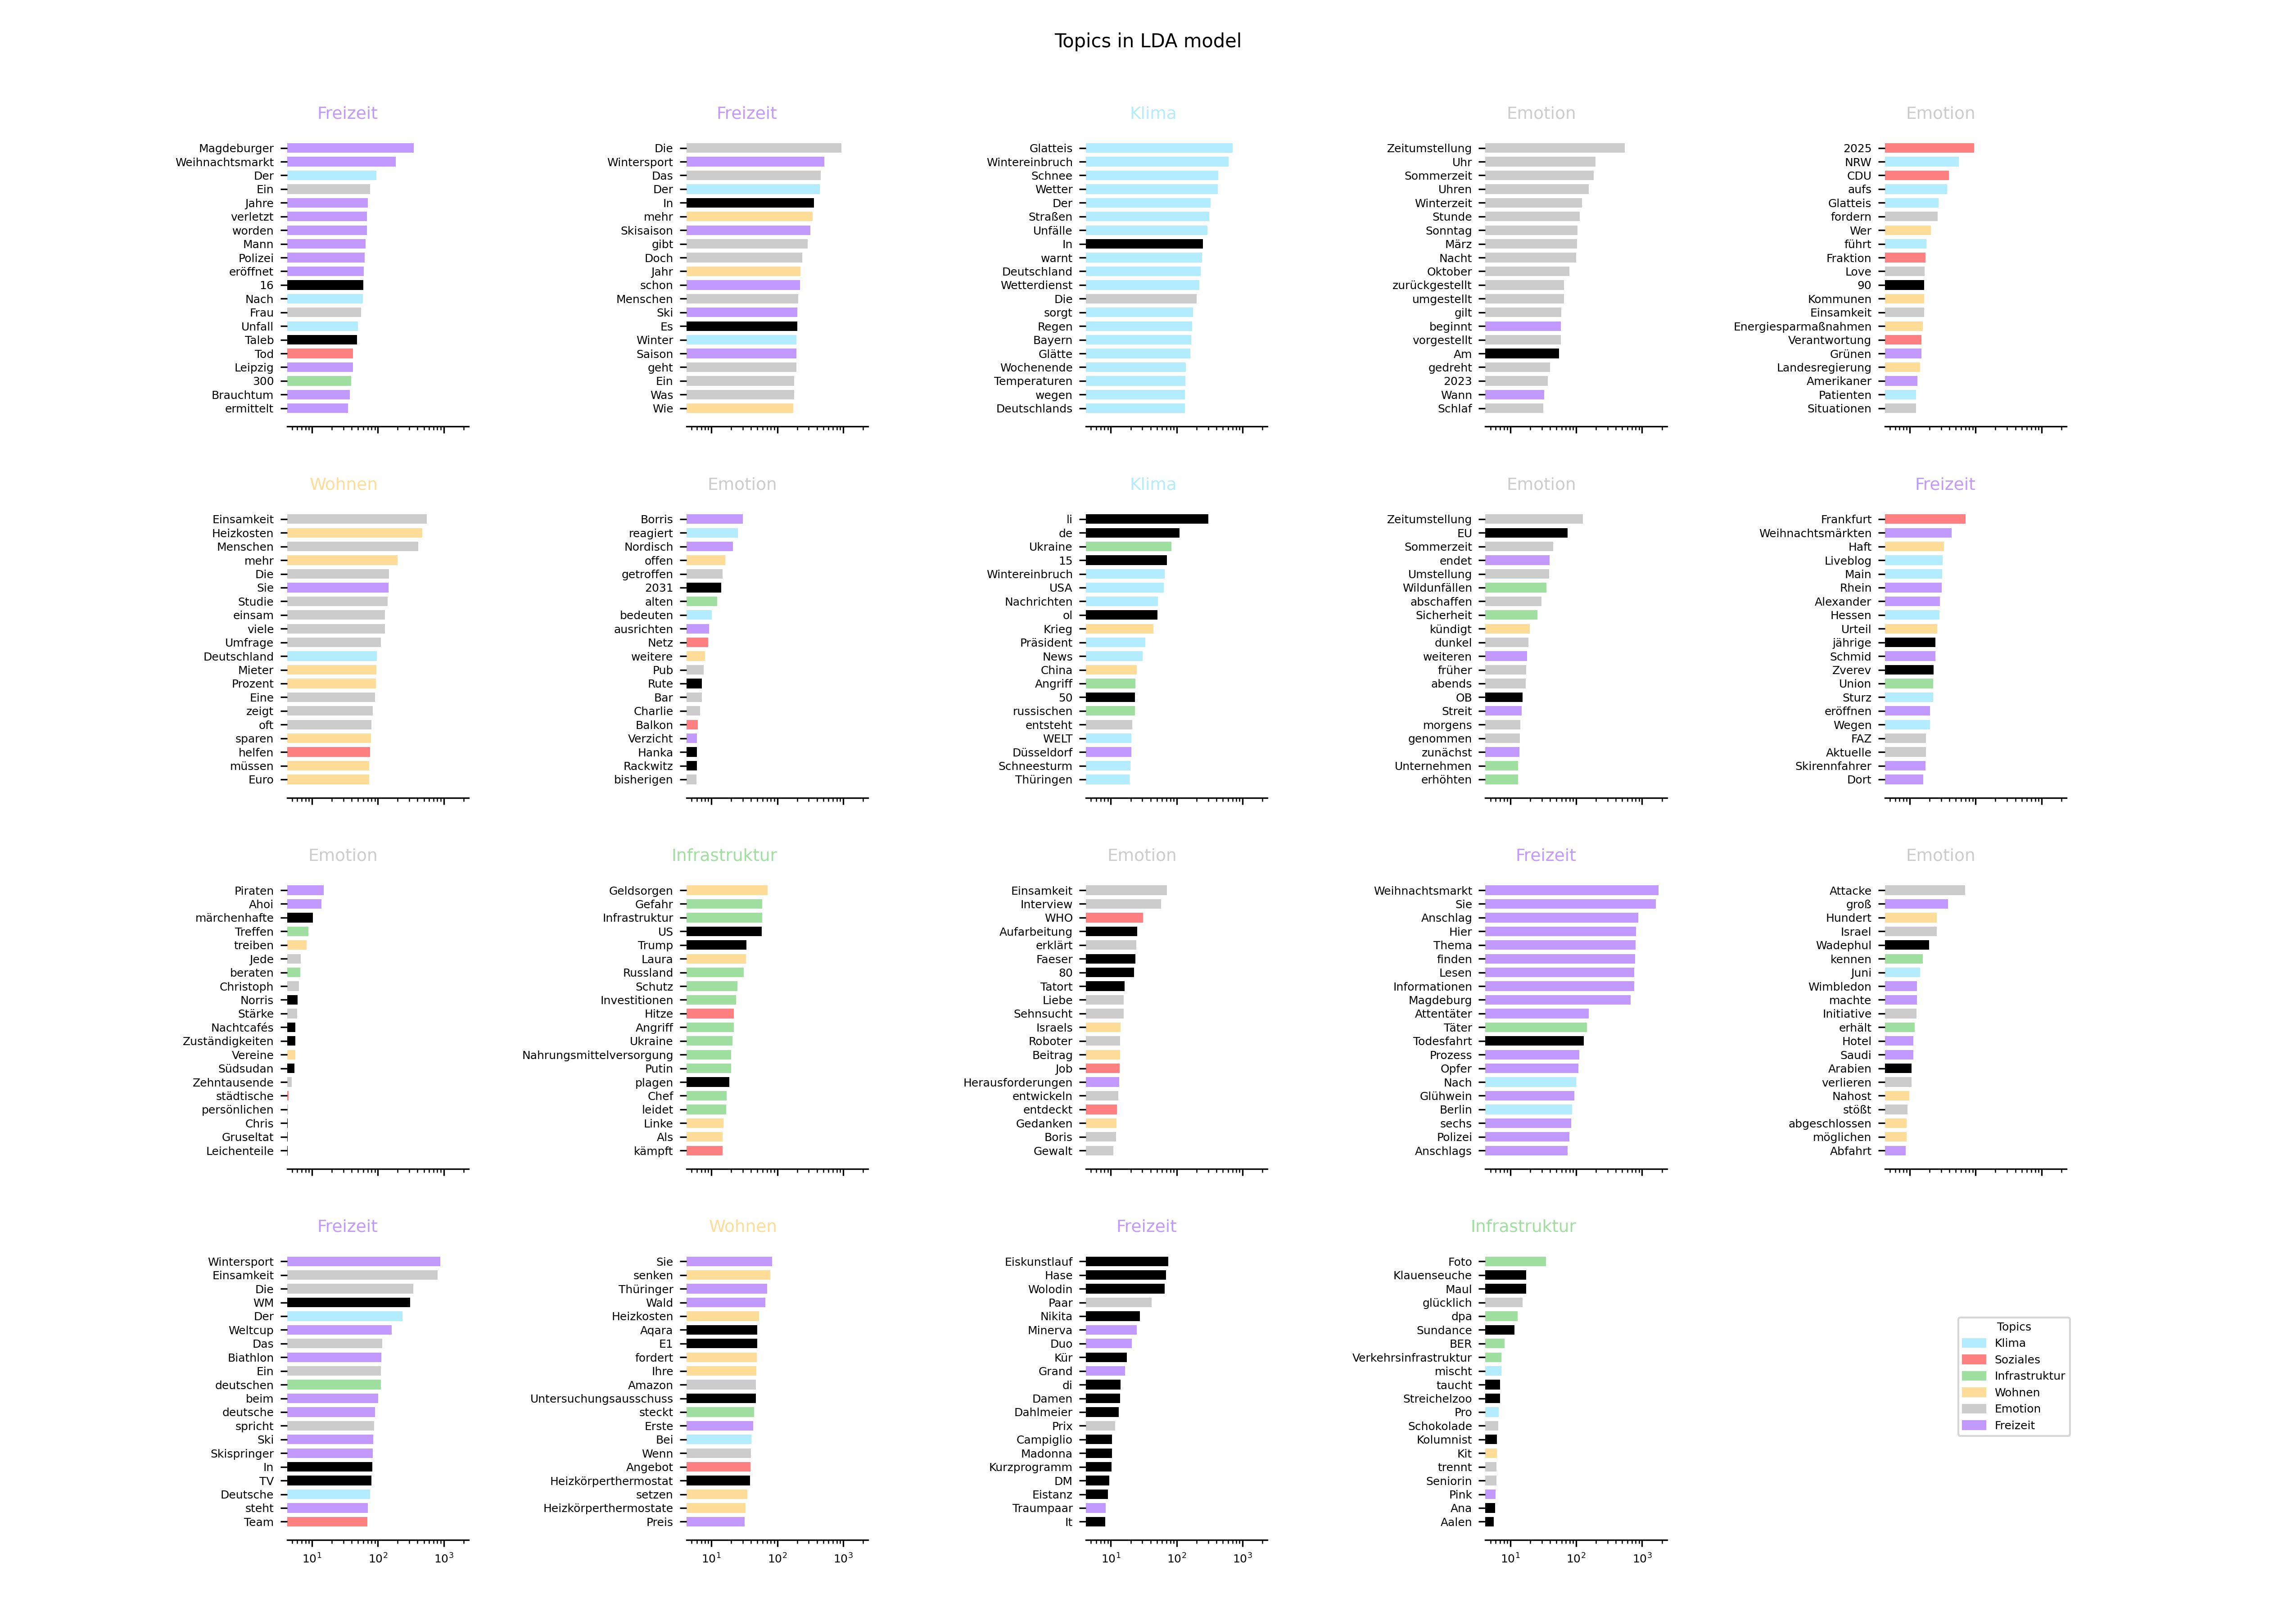 Topics in LDA model
Freizeit
Magdeburger
Weihnachtsmarkt
Der
Ein
Jahre
verletzt
worden
Mann
Polizei
eröffnet
16
Nach
Frau
Unfall
Taleb
Tod
Leipzig
300
Brauchtum
ermittelt
Freizeit
Die
Wintersport
Das
Der
In
mehr
Skisaison
gibt
Doch
Jahr
schon
Menschen
Ski
Es
Winter
Saison
geht
Ein
Was
Wie
Klima
Glatteis
Wintereinbruch
Schnee
Wetter
Der
Straßen
Unfälle
In
warnt
Deutschland
Wetterdienst
Die
sorgt
Regen
Bayern
Glätte
Wochenende
Temperaturen
wegen
Deutschlands
Emotion
Zeitumstellung
Uhr
Sommerzeit
Uhren
Winterzeit
Stunde
Sonntag
März
Nacht
Oktober
zurückgestellt
umgestellt
gilt
beginnt
vorgestellt
Am
gedreht
2023
Wann
Schlaf
Emotion
2025
NRW
CDU
aufs
Glatteis
fordern
Wer
führt
Fraktion
Love
90
Kommunen
Einsamkeit
Energiesparmaßnahmen
Verantwortung
Grünen
Landesregierung
Amerikaner
Patienten
Situationen
Wohnen
Einsamkeit
Heizkosten
Menschen
mehr
Die
Sie
Studie
einsam
viele
Umfrage
Deutschland
Mieter
Prozent
Eine
zeigt
oft
sparen
helfen
müssen
Euro
Emotion
Borris
reagiert
Nordisch
offen
getroffen
2031
alten
bedeuten
ausrichten
Netz
weitere
Pub
Rute
Bar
Charlie
Balkon
Verzicht
Hanka
Rackwitz
bisherigen
Klima
li
de
Ukraine
15
Wintereinbruch
USA
Nachrichten
ol
Krieg
Präsident
News
China
Angriff
50
russischen
entsteht
WELT
Düsseldorf
Schneesturm
Thüringen
Emotion
Zeitumstellung
EU
Sommerzeit
endet
Umstellung
Wildunfällen
abschaffen
Sicherheit
kündigt
dunkel
weiteren
früher
abends
OB
Streit
morgens
genommen
zunächst
Unternehmen
erhöhten
Freizeit
Frankfurt
Weihnachtsmärkten
Haft
Liveblog
Main
Rhein
Alexander
Hessen
Urteil
jährige
Schmid
Zverev
Union
Sturz
eröffnen
Wegen
FAZ
Aktuelle
Skirennfahrer
Dort
Emotion
Piraten
Ahoi
märchenhafte
Treffen
treiben
Jede
beraten
Christoph
Norris
Stärke
Nachtcafés
Zuständigkeiten
Vereine
Südsudan
Zehntausende
städtische
persönlichen
Chris
Gruseltat
Leichenteile
Infrastruktur
Geldsorgen
Gefahr
Infrastruktur
US
Trump
Laura
Russland
Schutz
Investitionen
Hitze
Angriff
Ukraine
Nahrungsmittelversorgung
Putin
plagen
Chef
leidet
Linke
Als
kämpft
Emotion
Einsamkeit
Interview
WHO
Aufarbeitung
erklärt
Faeser
80
Tatort
Liebe
Sehnsucht
Israels
Roboter
Beitrag
Job
Herausforderungen
entwickeln
entdeckt
Gedanken
Boris
Gewalt
Freizeit
Weihnachtsmarkt
Sie
Anschlag
Hier
Thema
finden
Lesen
Informationen
Magdeburg
Attentäter
Täter
Todesfahrt
Prozess
Opfer
Nach
Glühwein
Berlin
sechs
Polizei
Anschlags
Emotion
Attacke
groß
Hundert
Israel
Wadephul
kennen
Juni
Wimbledon
machte
Initiative
erhält
Hotel
Saudi
Arabien
verlieren
Nahost
stößt
abgeschlossen
möglichen
Abfahrt
Freizeit
Wintersport
Einsamkeit
Die
WM
Der
Weltcup
Das
Biathlon
Ein
deutschen
beim
deutsche
spricht
Ski
Skispringer
In
TV
Deutsche
steht
Team
10¹ 10² 10³
Wohnen
Sie
senken
Thüringer
Wald
Heizkosten
Aqara
E1
fordert
Ihre
Amazon
Untersuchungsausschuss
steckt
Erste
Bei
Wenn
Angebot
Heizkörperthermostat
setzen
Heizkörperthermostate
Preis
10¹ 10² 10³
Freizeit
Eiskunstlauf
Hase
Wolodin
Paar
Nikita
Minerva
Duo
Kür
Grand
di
Damen
Dahlmeier
Prix
Campiglio
Madonna
Kurzprogramm
DM
Eistanz
Traumpaar
It
10¹ 10² 10³
Infrastruktur
Foto
Klauenseuche
Maul
glücklich
dpa
Sundance
BER
Verkehrsinfrastruktur
mischt
taucht
Streichelzoo
Pro
Schokolade
Kolumnist
Kit
trennt
Seniorin
Pink
Ana
Aalen
10¹ 10² 10³
Topics
Klima
Soziales
Infrastruktur
Wohnen
Emotion
Freizeit